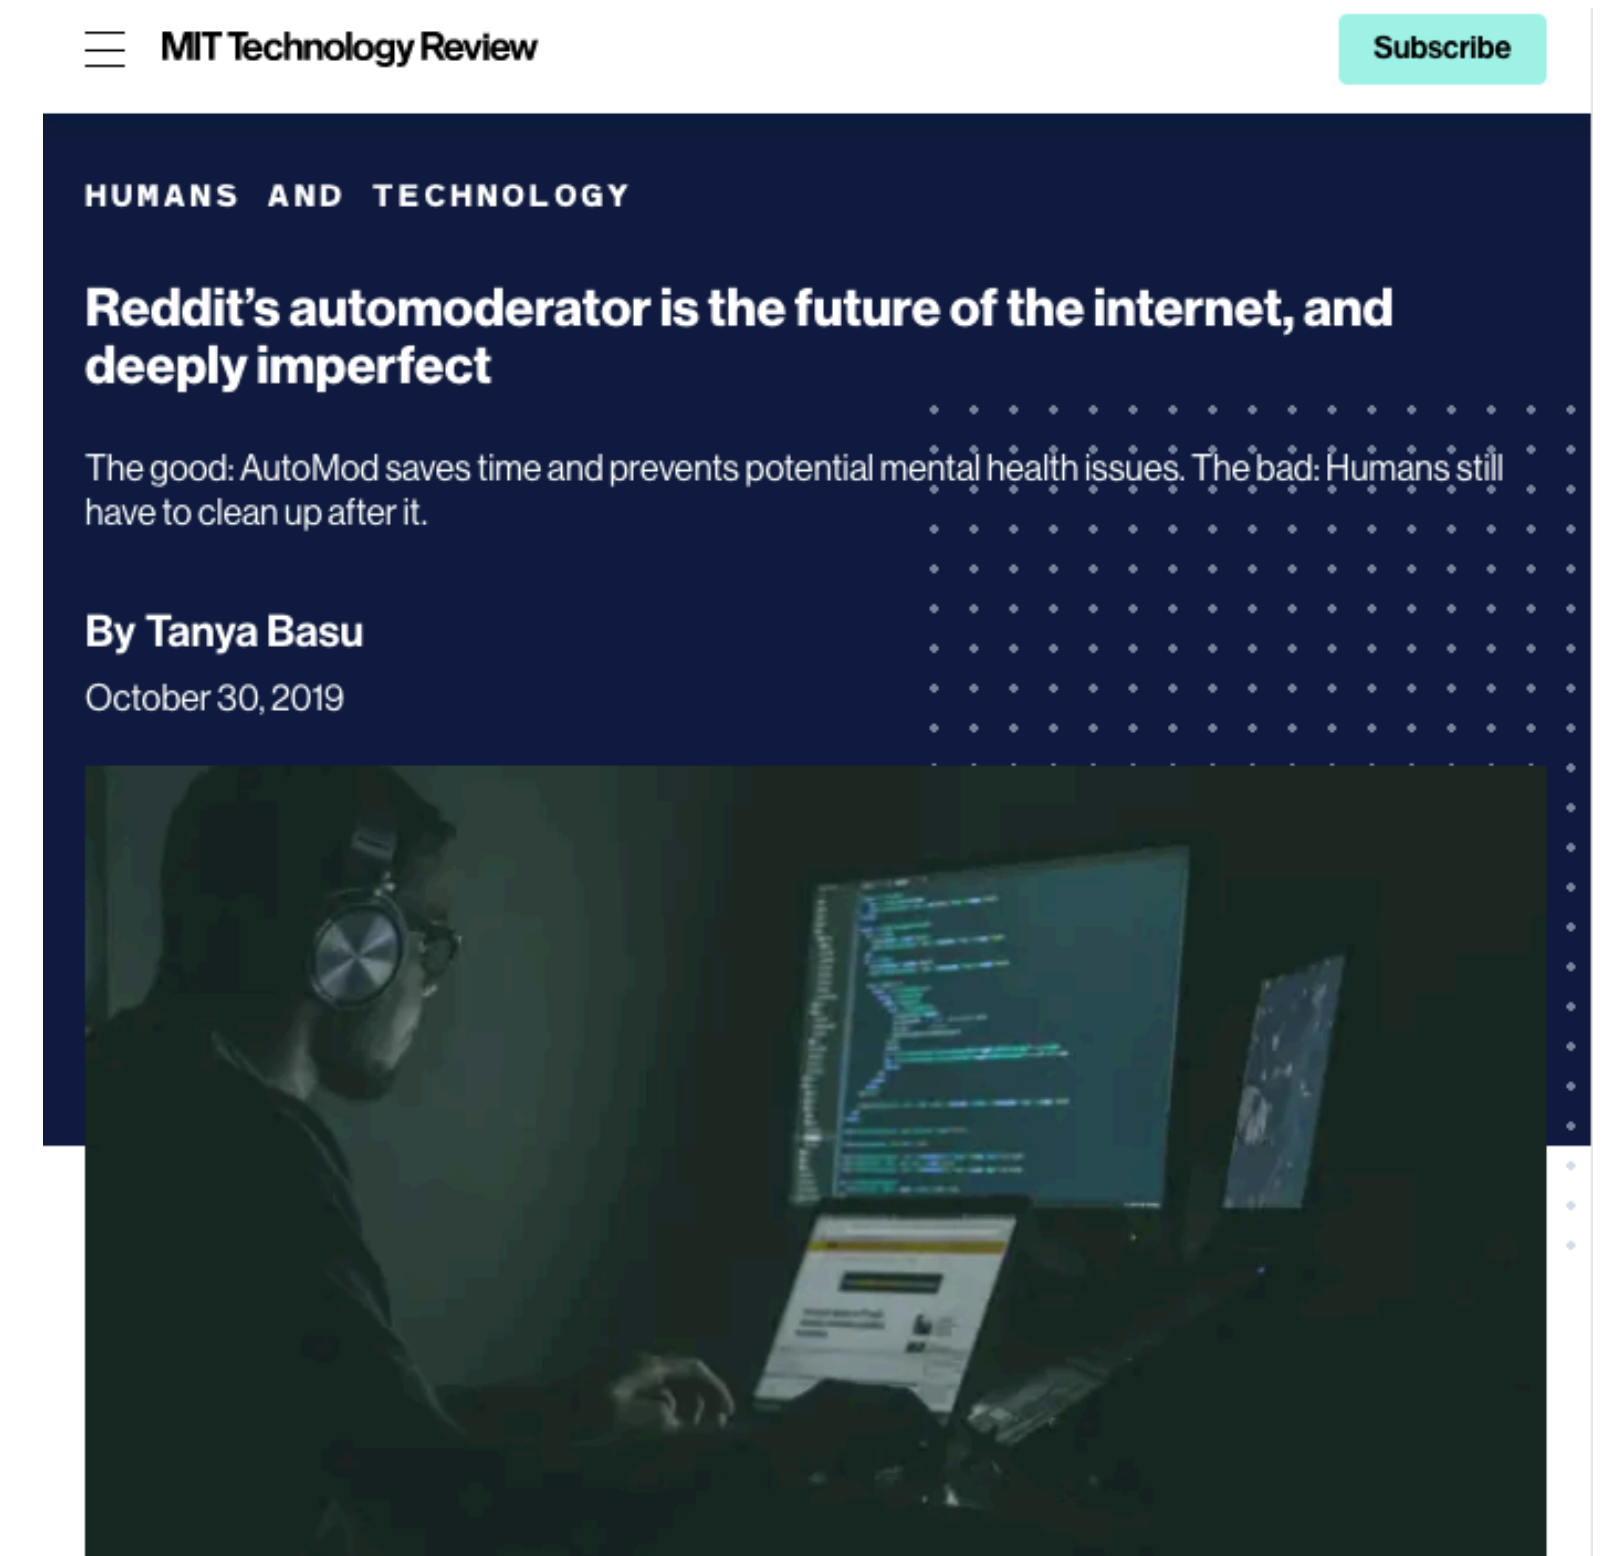 MIT Technology Review
Subscribe
HUMANS AND TECHNOLOGY
Reddit’s automoderator is the future of the internet, and
deeply imperfect
The good: AutoMod saves time and prevents potential mental health issues. The bad: Humans still
have to clean up after it.
By Tanya Basu
October 30, 2019